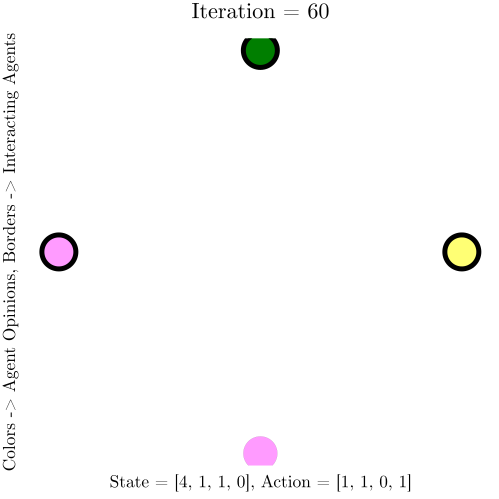 Iteration = 60
Colors -> Agent Opinions, Borders -> Interacting Agents
State = [4, 1, 1, 0], Action = [1, 1, 0, 1]